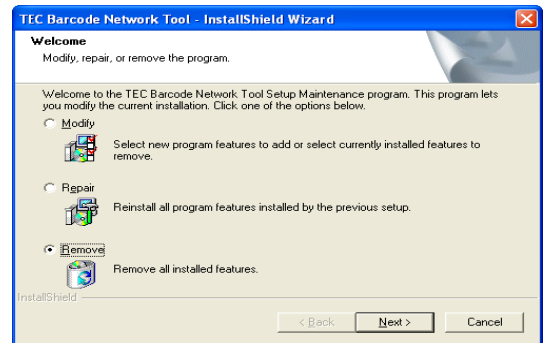 TEC Barcode Network Tool - InstallShield Wizard
Welcome
Modify, repair, or remove the program.
Welcome to the TEC Barcode Network Tool Setup Maintenance program. This program lets
you modify the current installation. Click one of the options below.
Modify
Select new program features to add or select currently installed features to
remove.
Repair
Reinstall all program features installed by the previous setup.
Remove
Remove all installed features.
InstallShield
< Back Next > Cancel